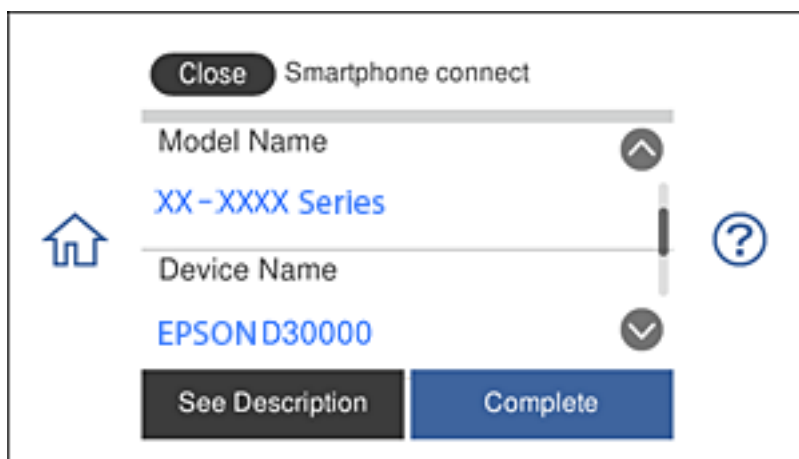 Close Smartphone connect
Model Name
XX-XXXX Series
Device Name
EPSON D30000
See Description Complete
?